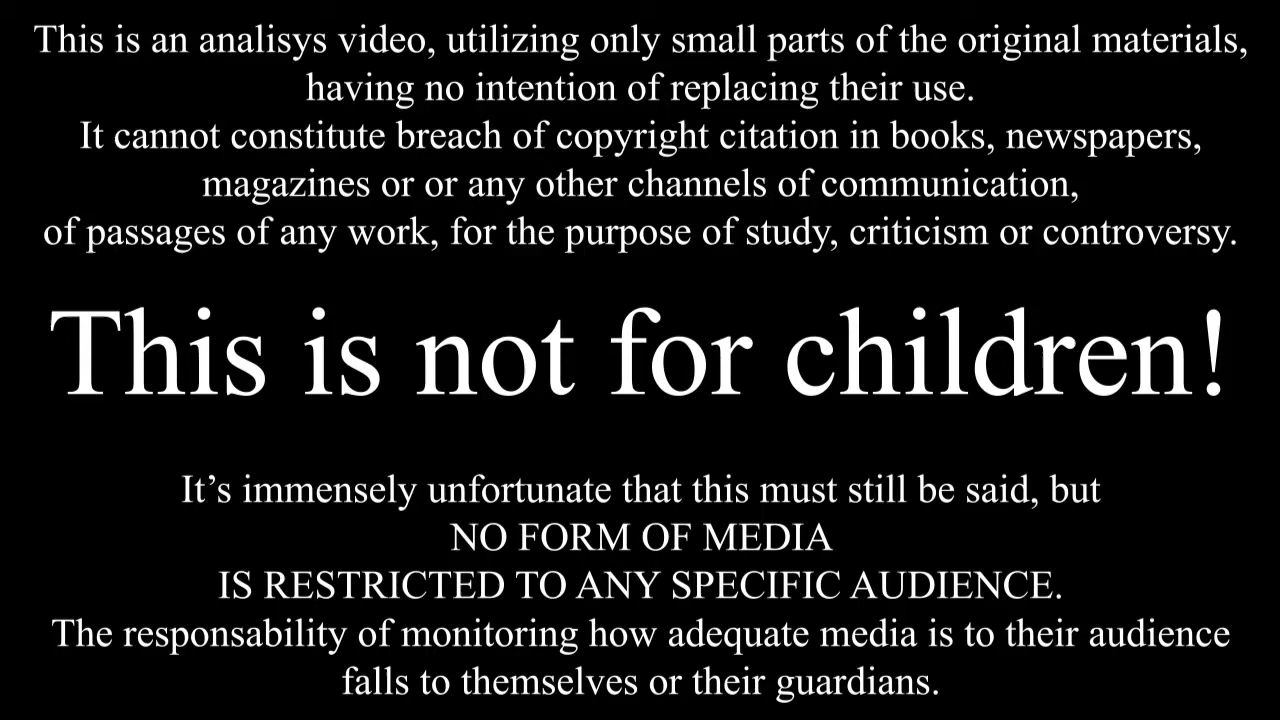 This is an analisys video, utilizing only small parts of the original materials,
having no intention of replacing their use.
It cannot constitute breach of copyright citation in books, newspapers,
magazines or or any other channels of communication,
of passages of any work, for the purpose of study, criticism or controversy.
This is not for children!
It’s immensely unfortunate that this must still be said, but
NO FORM OF MEDIA
IS RESTRICTED TO ANY SPECIFIC AUDIENCE.
The responsability of monitoring how adequate media is to their audience
falls to themselves or their guardians.